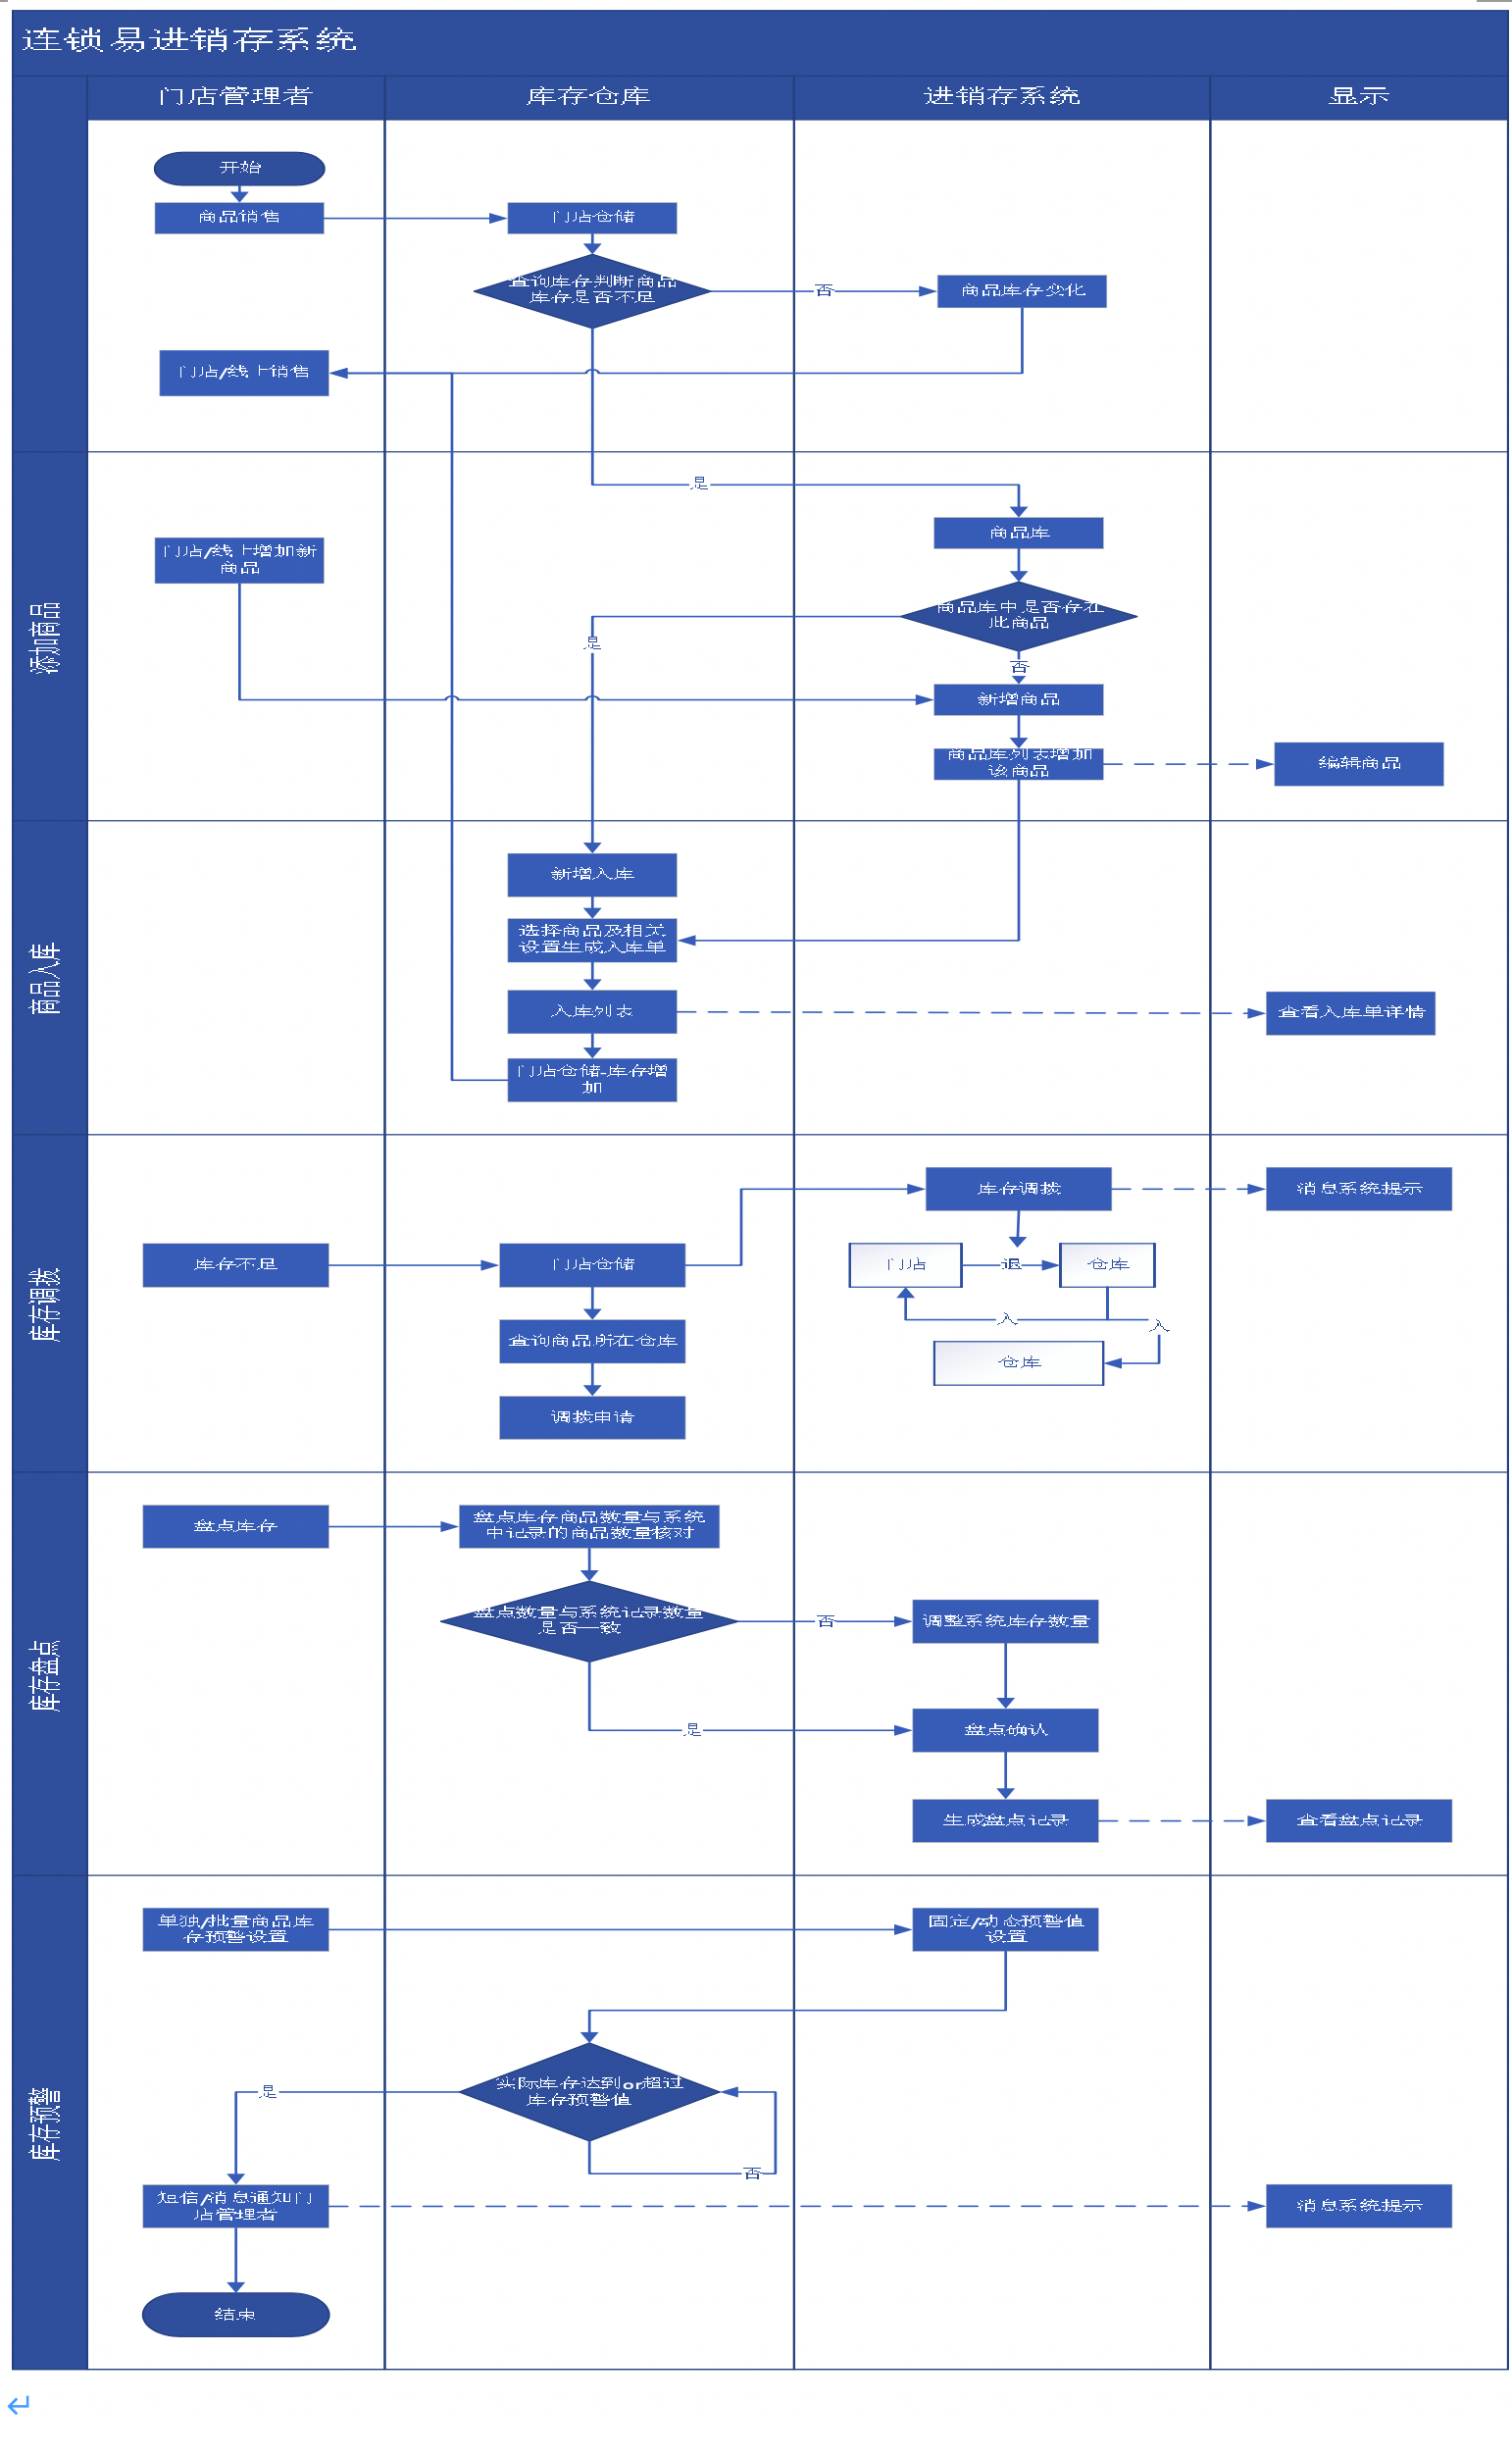 连锁易进销存系统
门店管理者
库存仓库
进销存系统
显示
开始
商品销售
门店仓储
查询库存判断商品
库存是否不足
否
商品库存变化
门店/线上销售
添加商品
是
商品库
门店/线上增加新
商品
商品库中是否存在
此商品
是
否
新增商品
商品库列表增加
该商品
编辑商品
商品入库
新增入库
选择商品及相关
设置生成入库单
入库列表
查看入库单详情
门店仓储-库存增
加
库存调拨
库存调拨
消息系统提示
库存不足
门店仓储
门店
退
仓库
入
入
查询商品所在仓库
仓库
调拨申请
库存盘点
盘点库存
盘点库存商品数量与系统
中记录的商品数量核对
盘点数量与系统记录数量
是否一致
否
调整系统库存数量
是
盘点确认
生成盘点记录
查看盘点记录
库存预警
单独/批量商品库
存预警设置
固定/动态预警值
设置
实际库存达到or超过
库存预警值
是
否
短信/消息通知门
店管理者
消息系统提示
结束